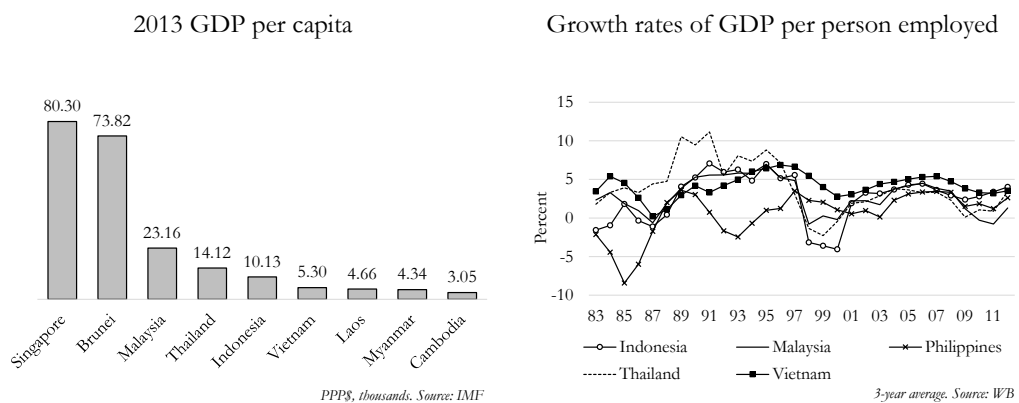 2013 GDP per capita
80.30
73.82
23.16
14.12
10.13
5.30
4.66
4.34
3.05
Singapore
Brunei
Malaysia
Thailand
Indonesia
Vietnam
Laos
Myanmar
Cambodia
PPP$, thousands. Source: IMF
Growth rates of GDP per person employed
Percent
15
10
5
0
-5
-10
83 85 87 89 91 93 95 97 99 01 03 05 07 09 11
Indonesia Malaysia Philippines
Thailand Vietnam
3-year average. Source: WB